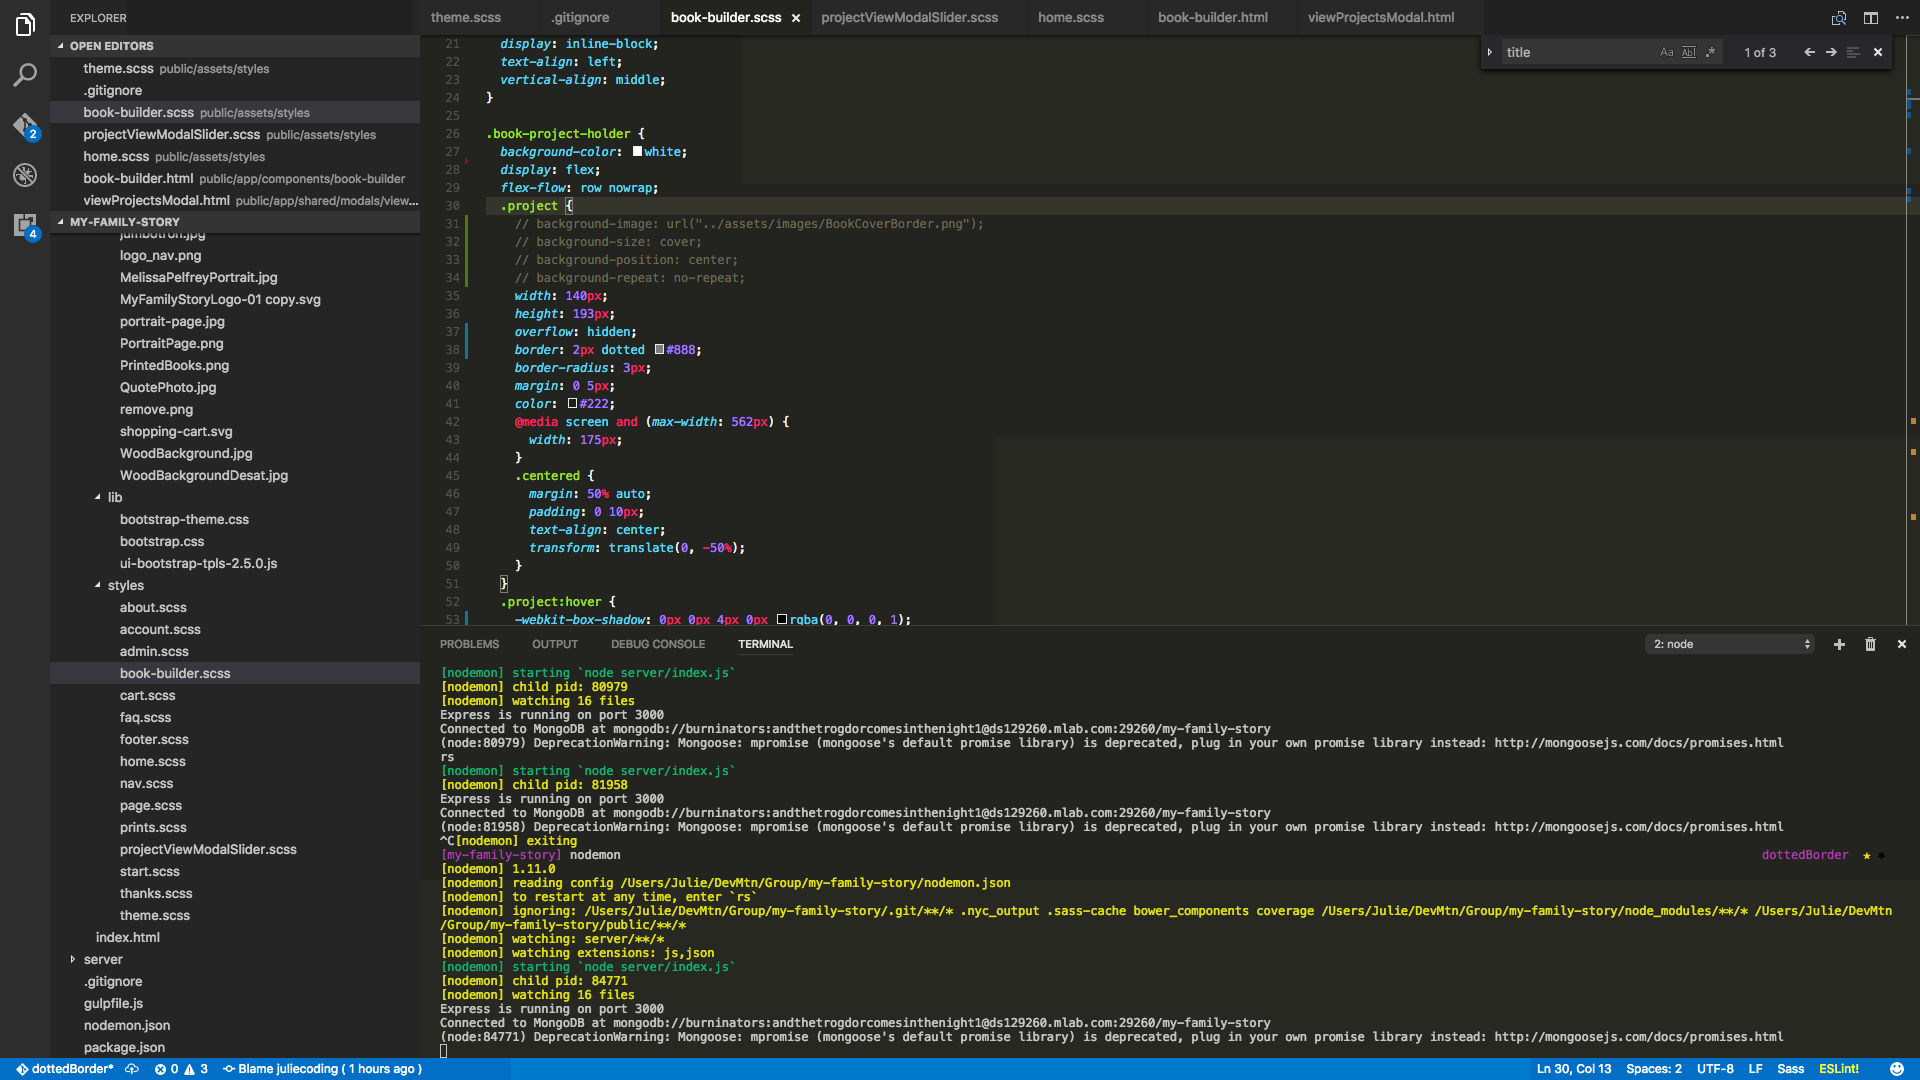 EXPLORER
OPEN EDITORS
theme.scss public/assets/styles
.gitignore
book-builder.scss public/assets/styles
projectViewModalSlider.scss public/assets/styles
home.scss public/assets/styles
book-builder.html public/app/components/book-builder
viewProjectsModal.html public/app/shared/modals/view...
MY-FAMILY-STORY
jumbotron.jpg
logo_nav.png
MelissaPelfreyPortrait.jpg
MyFamilyStoryLogo-01 copy.svg
portrait-page.jpg
PortraitPage.png
PrintedBooks.png
QuotePhoto.jpg
remove.png
shopping-cart.svg
WoodBackground.jpg
WoodBackgroundDesat.jpg
lib
bootstrap-theme.css
bootstrap.css
ui-bootstrap-tpls-2.5.0.js
styles
about.scss
account.scss
admin.scss
book-builder.scss
cart.scss
faq.scss
footer.scss
home.scss
nav.scss
page.scss
prints.scss
projectViewModalSlider.scss
start.scss
thanks.scss
theme.scss
index.html
server
.gitignore
gulpfile.js
nodemon.json
package.json
2
4
theme.scss .gitignore book-builder.scss × projectViewModalSlider.scss home.scss book-builder.html viewProjectsModal.html
title Aa Abl .* 1 of 3
21 display: inline-block;
22 text-align: left;
23 vertical-align: middle;
24 }
25
26 .book-project-holder {
27 background-color: white;
28 display: flex;
29 flex-flow: row nowrap;
30 .project {
31 // background-image: url("../assets/images/BookCoverBorder.png");
32 // background-size: cover;
33 // background-position: center;
34 // background-repeat: no-repeat;
35 width: 140px;
36 height: 193px;
37 overflow: hidden;
38 border: 2px dotted #888;
39 border-radius: 3px;
40 margin: 0 5px;
41 color: #222;
42 @media screen and (max-width: 562px) {
43 width: 175px;
44 }
45 .centered {
46 margin: 50% auto;
47 padding: 0 10px;
48 text-align: center;
49 transform: translate(0, -50%);
50 }
51 }
52 .project:hover {
53 -webkit-box-shadow: 0px 0px 4px 0px rgba(0, 0, 0, 1);
PROBLEMS OUTPUT DEBUG CONSOLE TERMINAL 2: node
[nodemon] starting `node server/index.js`
[nodemon] child pid: 80979
[nodemon] watching 16 files
Express is running on port 3000
Connected to MongoDB at mongodb://burninators:andthetrogdorcomesinthenight1@ds129260.mlab.com:29260/my-family-story
(node:80979) DeprecationWarning: Mongoose: mpromise (mongoose's default promise library) is deprecated, plug in your own promise library instead: http://mongoosejs.com/docs/promises.html
rs
[nodemon] starting `node server/index.js`
[nodemon] child pid: 81958
Express is running on port 3000
Connected to MongoDB at mongodb://burninators:andthetrogdorcomesinthenight1@ds129260.mlab.com:29260/my-family-story
(node:81958) DeprecationWarning: Mongoose: mpromise (mongoose's default promise library) is deprecated, plug in your own promise library instead: http://mongoosejs.com/docs/promises.html
^C[nodemon] exiting
[my-family-story] nodemon dottedBorder ★ *
[nodemon] 1.11.0
[nodemon] reading config /Users/Julie/DevMtn/Group/my-family-story/nodemon.json
[nodemon] to restart at any time, enter `rs`
[nodemon] ignoring: /Users/Julie/DevMtn/Group/my-family-story/.git/**/* .nyc_output .sass-cache bower_components coverage /Users/Julie/DevMtn/Group/my-family-story/node_modules/**/* /Users/Julie/DevMtn
/Group/my-family-story/public/**/*
[nodemon] watching: server/**/*
[nodemon] watching extensions: js,json
[nodemon] starting `node server/index.js`
[nodemon] child pid: 84771
[nodemon] watching 16 files
Express is running on port 3000
Connected to MongoDB at mongodb://burninators:andthetrogdorcomesinthenight1@ds129260.mlab.com:29260/my-family-story
(node:84771) DeprecationWarning: Mongoose: mpromise (mongoose's default promise library) is deprecated, plug in your own promise library instead: http://mongoosejs.com/docs/promises.html
dottedBorder* 0 3 Blame juliecoding ( 1 hours ago ) Ln 30, Col 13 Spaces: 2 UTF-8 LF Sass ESLint!